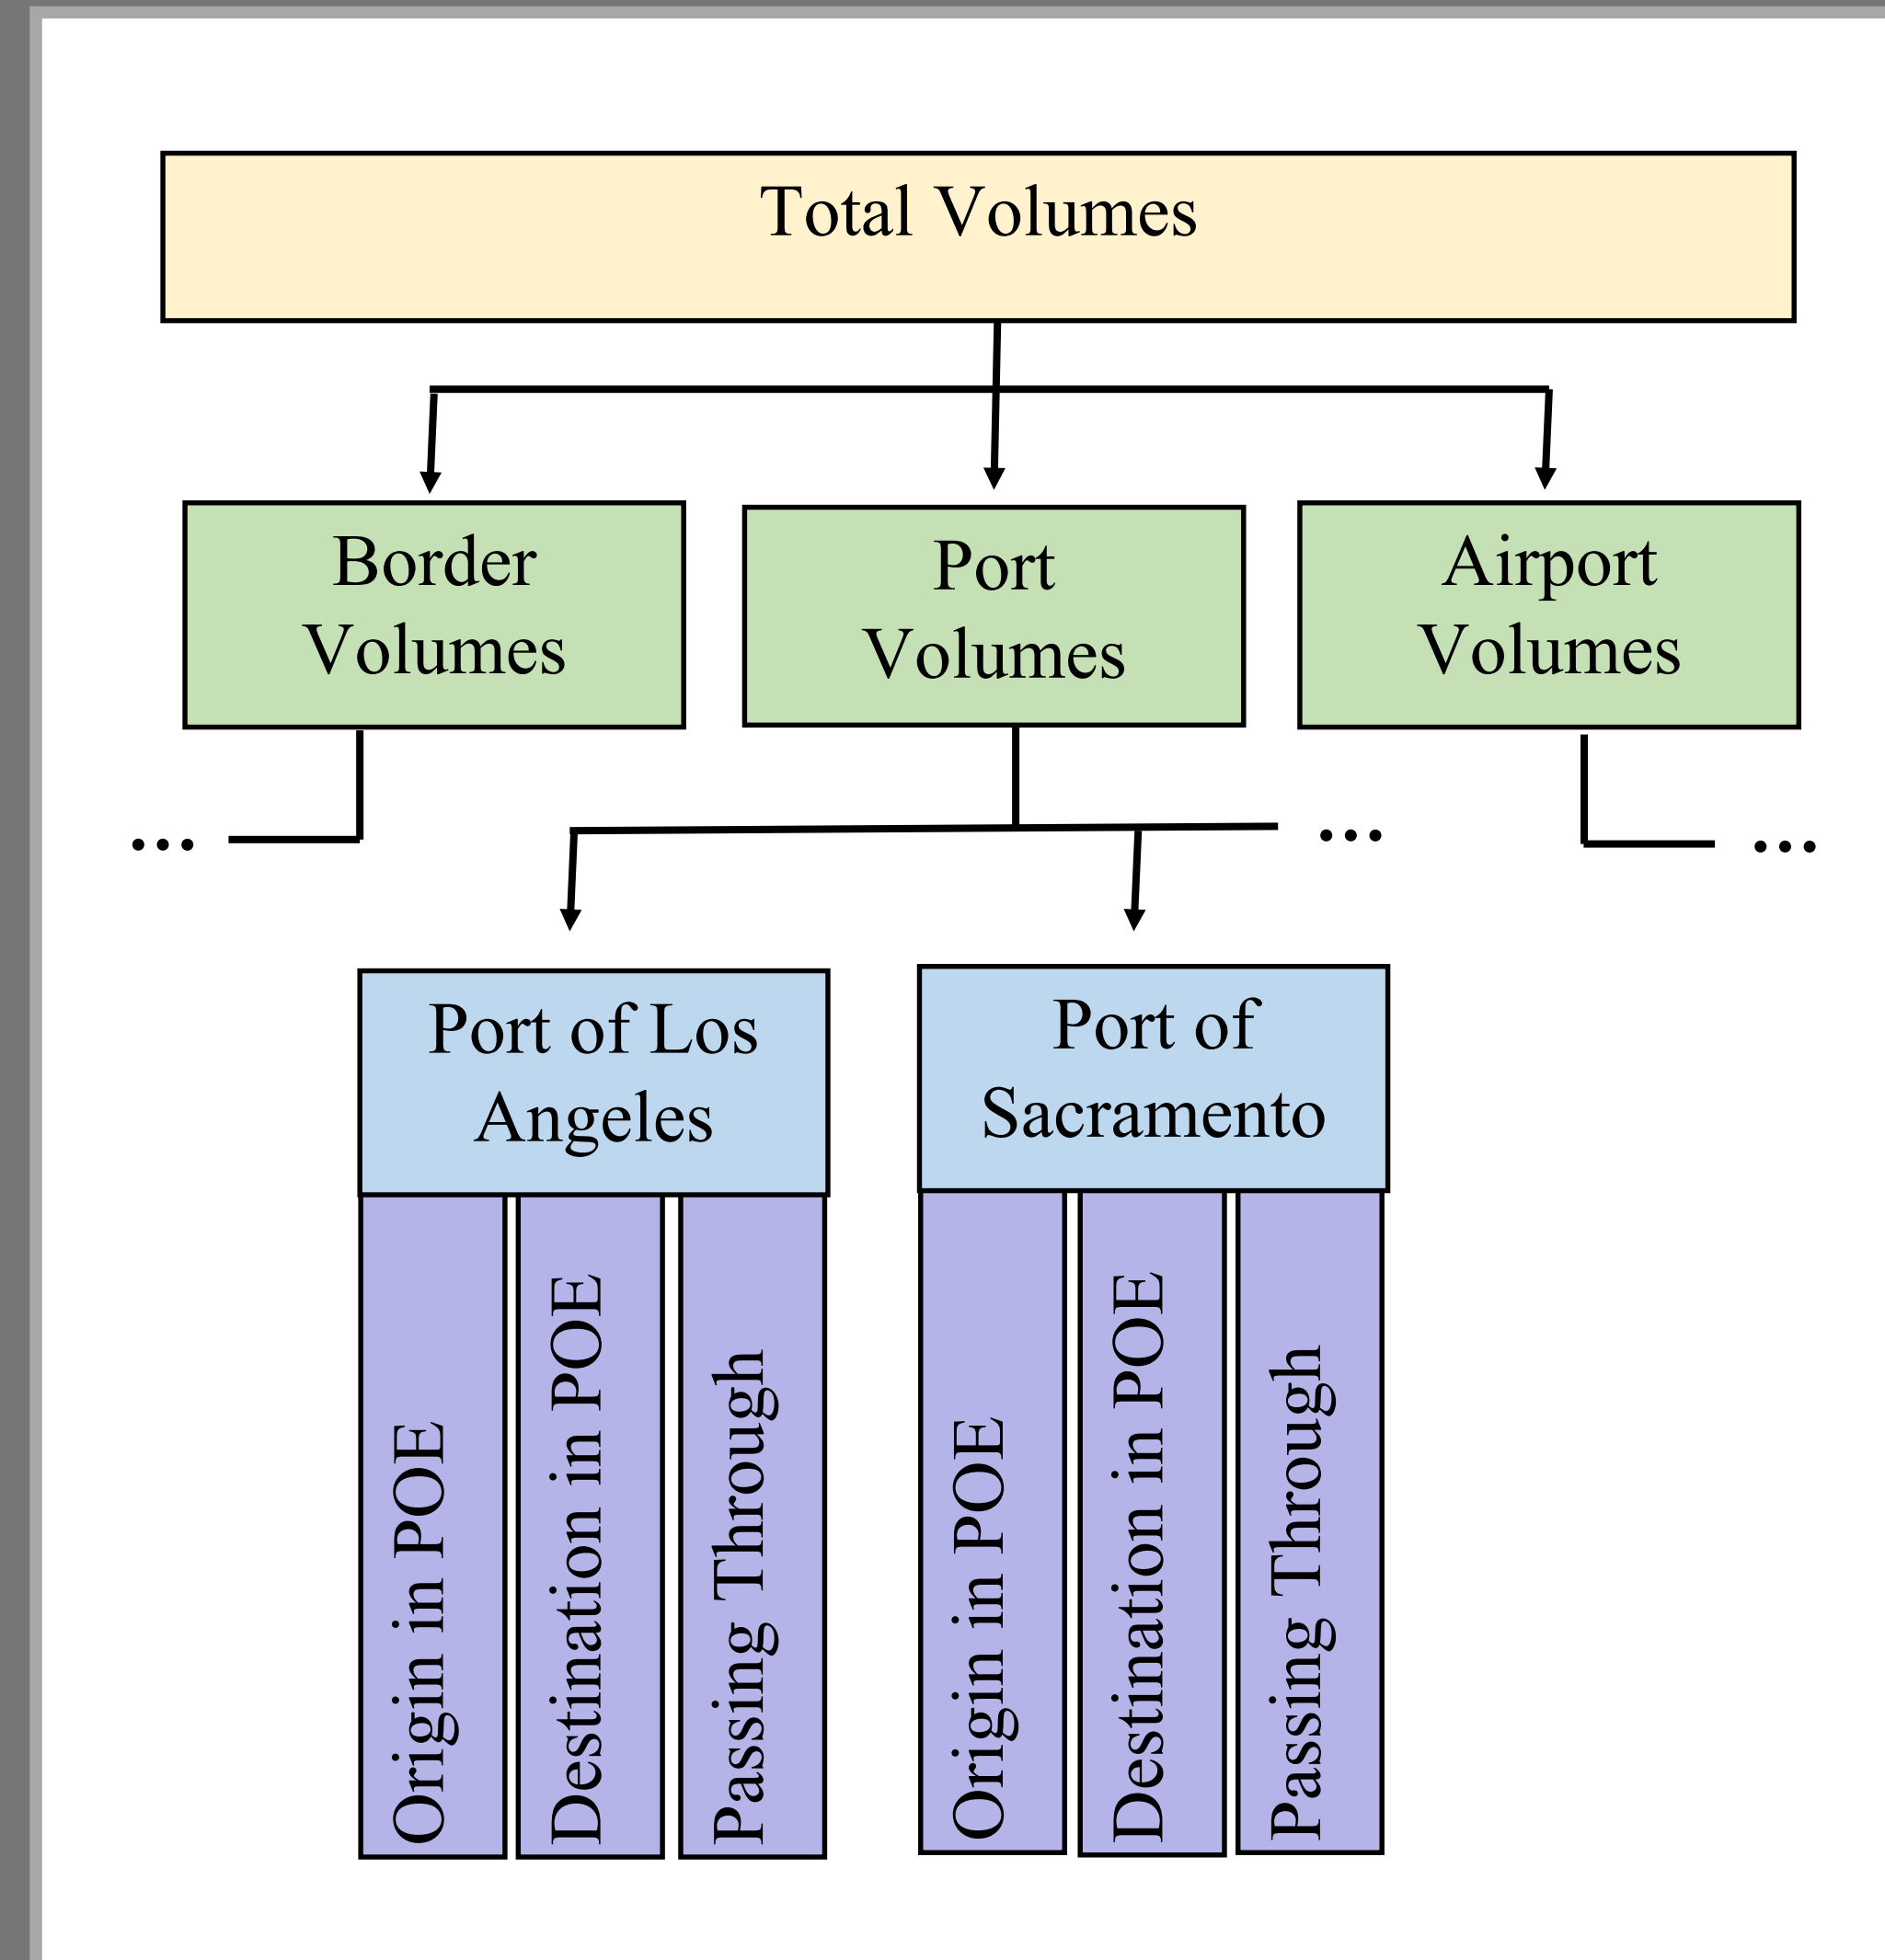 Total Volumes
Border
Volumes
Port
Volumes
Airport
Volumes
...
...
...
Port of Los
Angeles
Port of
Sacramento
Origin in POE
Destination in POE
Passing Through
Origin in POE
Destination in POE
Passing Through